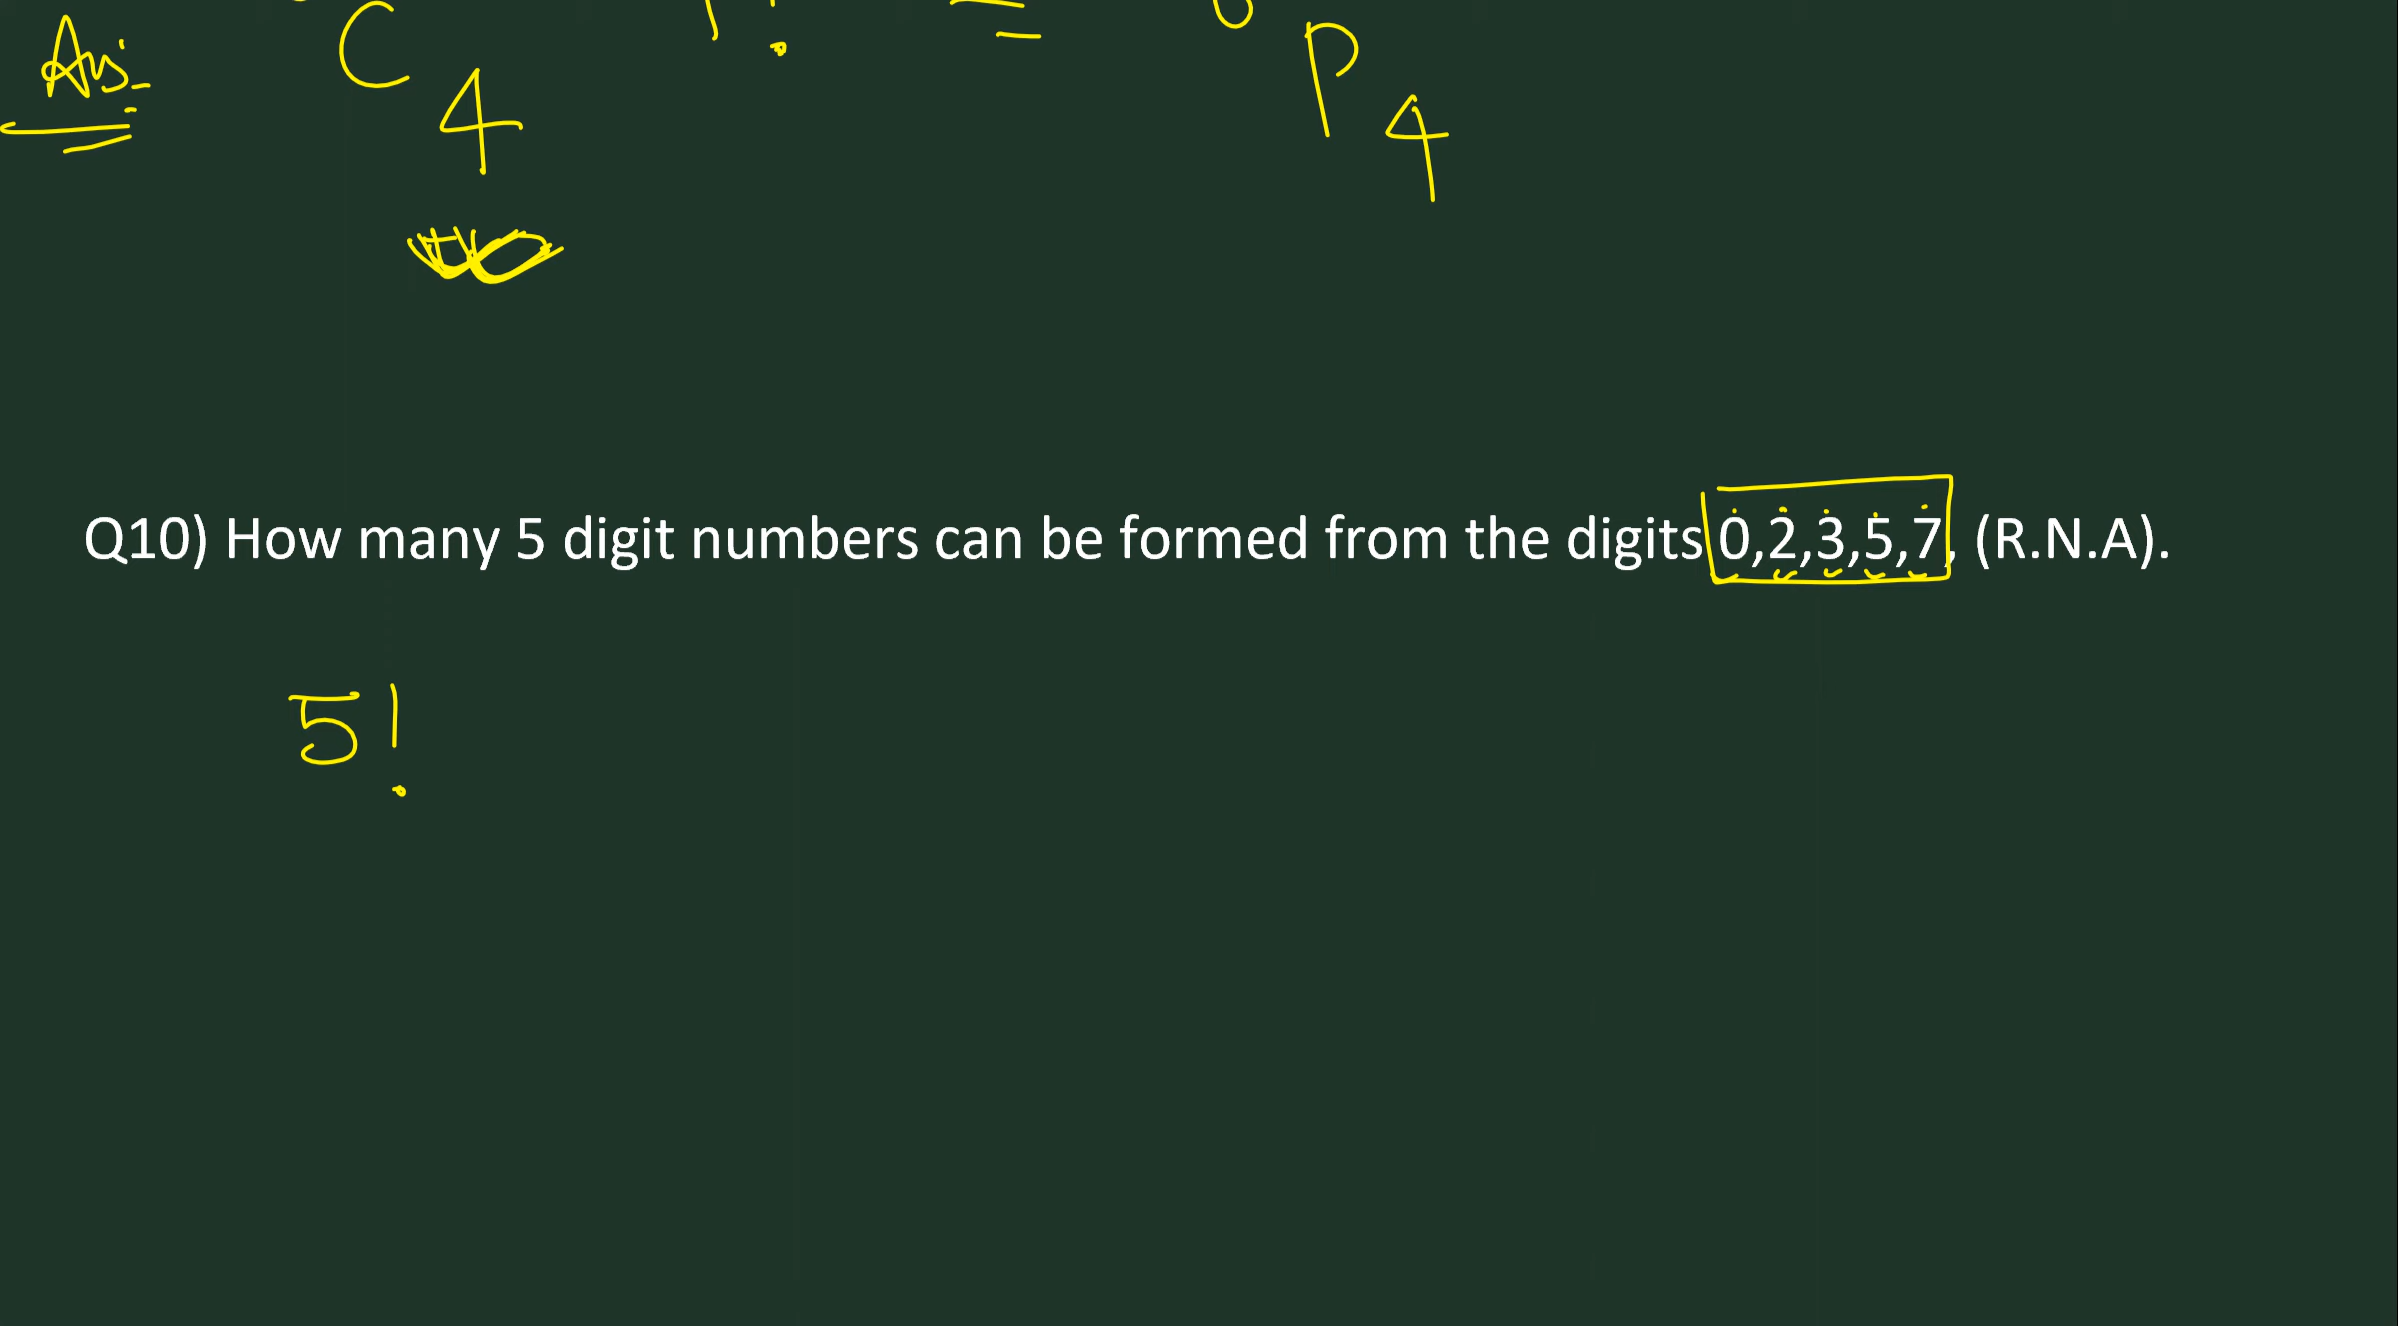 Ans:- C 4 ! = P 4
Q10) How many 5 digit numbers can be formed from the digits 0,2,3,5,7, (R.N.A).
5!